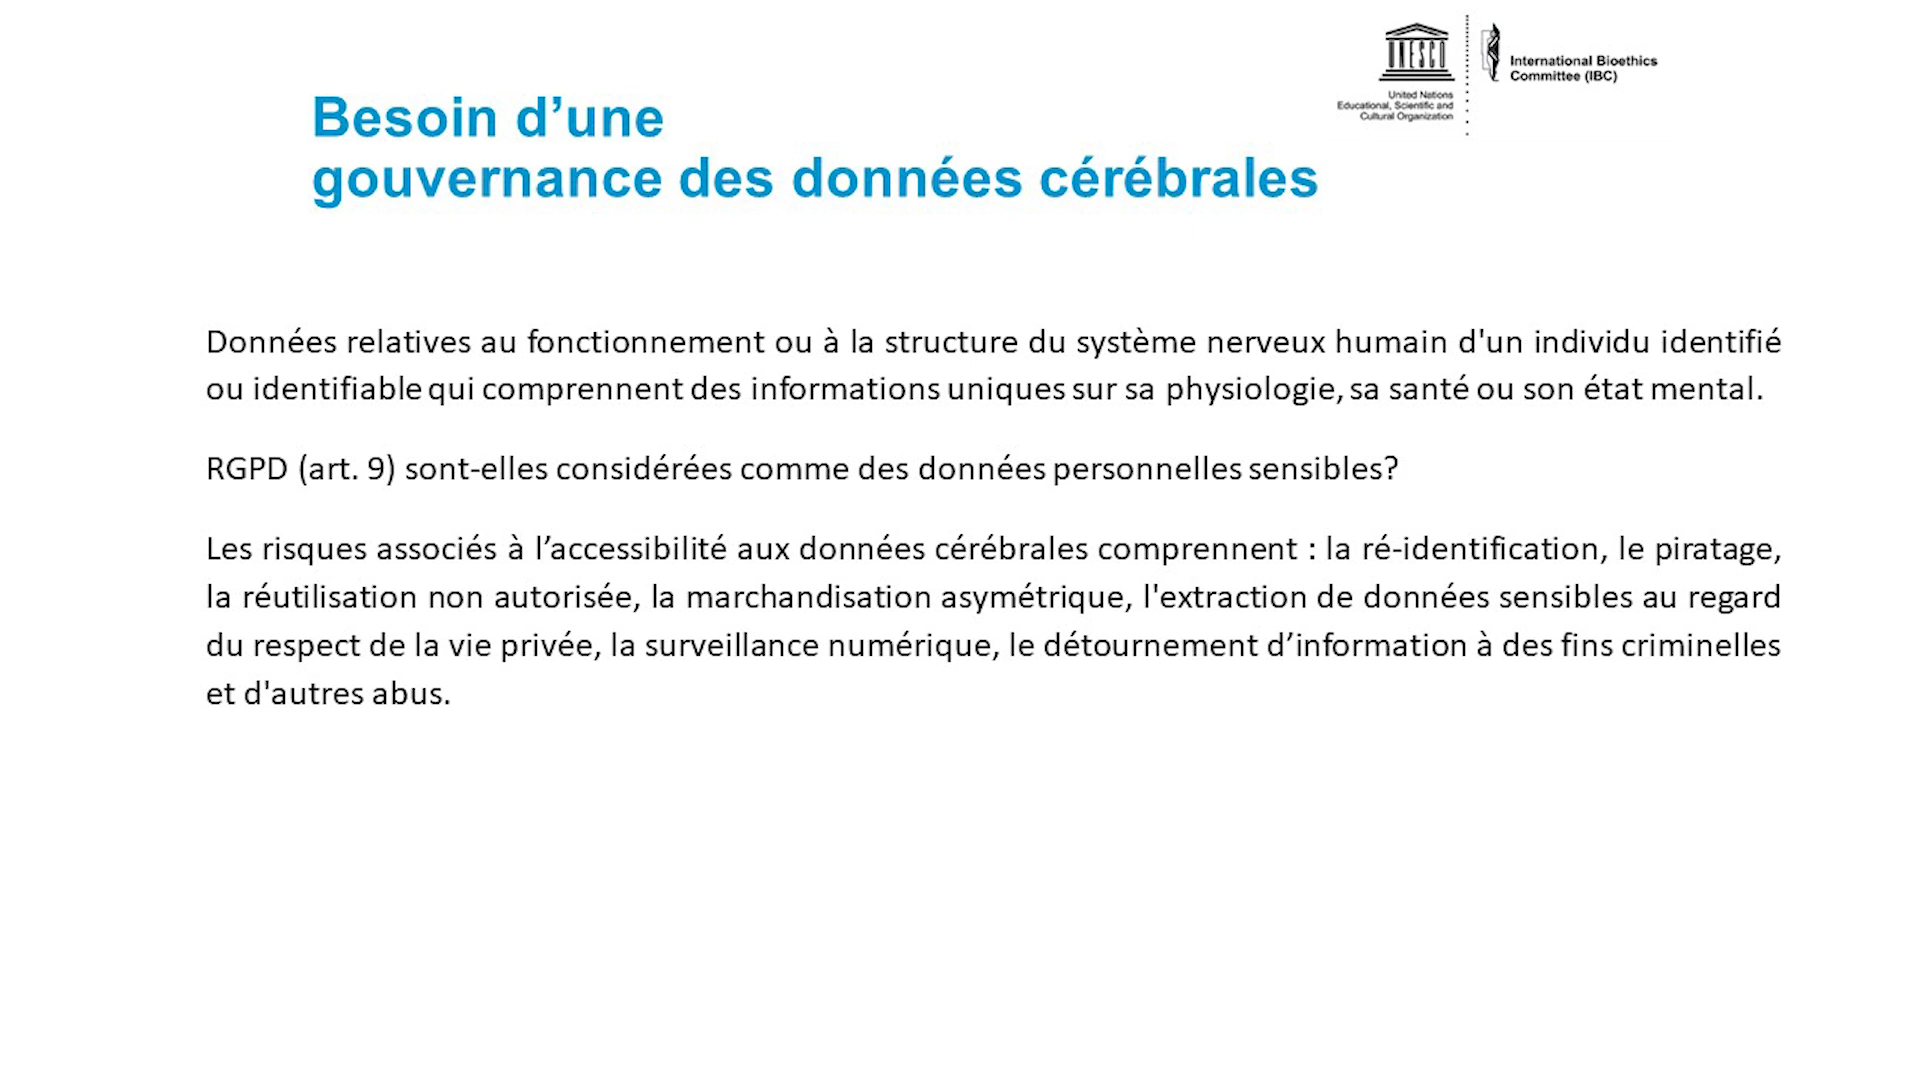 UNESCO
United Nations
Educational, Scientific and
Cultural Organization
International Bioethics
Committee (IBC)
Besoin d’une
gouvernance des données cérébrales
Données relatives au fonctionnement ou à la structure du système nerveux humain d'un individu identifié
ou identifiable qui comprennent des informations uniques sur sa physiologie, sa santé ou son état mental.
RGPD (art. 9) sont-elles considérées comme des données personnelles sensibles?
Les risques associés à l’accessibilité aux données cérébrales comprennent : la ré-identification, le piratage,
la réutilisation non autorisée, la marchandisation asymétrique, l'extraction de données sensibles au regard
du respect de la vie privée, la surveillance numérique, le détournement d’information à des fins criminelles
et d'autres abus.